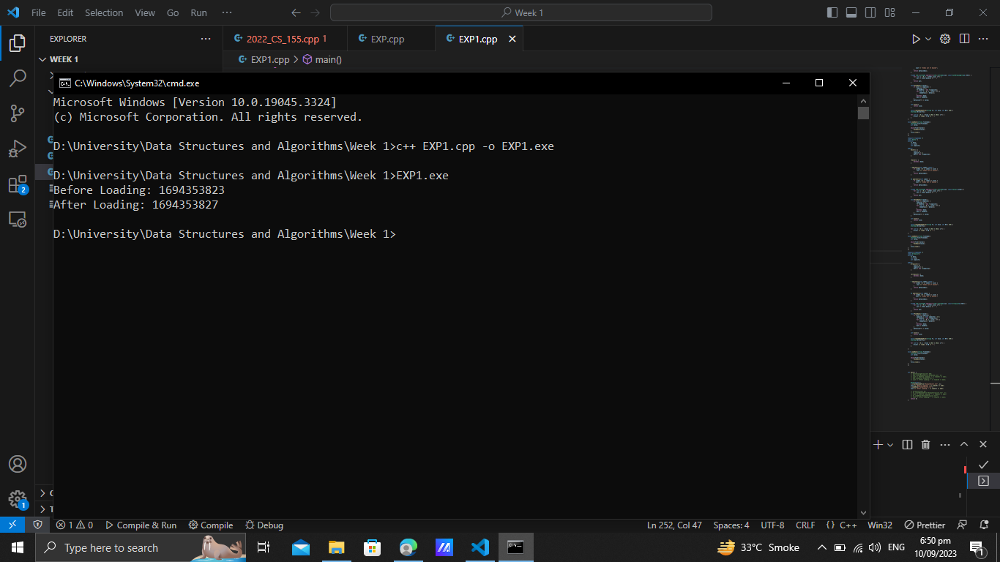 File Edit Selection View Go Run ··· Week 1
EXPLORER ···
2022_CS_155.cpp 1 EXP.cpp EXP1.cpp
WEEK 1
EXP1.cpp > main()
C:\Windows\System32\cmd.exe
Microsoft Windows [Version 10.0.19045.3324]
(c) Microsoft Corporation. All rights reserved.
D:\University\Data Structures and Algorithms\Week 1>c++ EXP1.cpp -o EXP1.exe
D:\University\Data Structures and Algorithms\Week 1>EXP1.exe
Before Loading: 1694353823
After Loading: 1694353827
D:\University\Data Structures and Algorithms\Week 1>
2
1
1 0 Compile & Run Compile Debug Ln 252, Col 47 Spaces: 4 UTF-8 CRLF {} C++ Win32 Prettier
Type here to search 33°C Smoke ENG 6:50 pm
10/09/2023 1